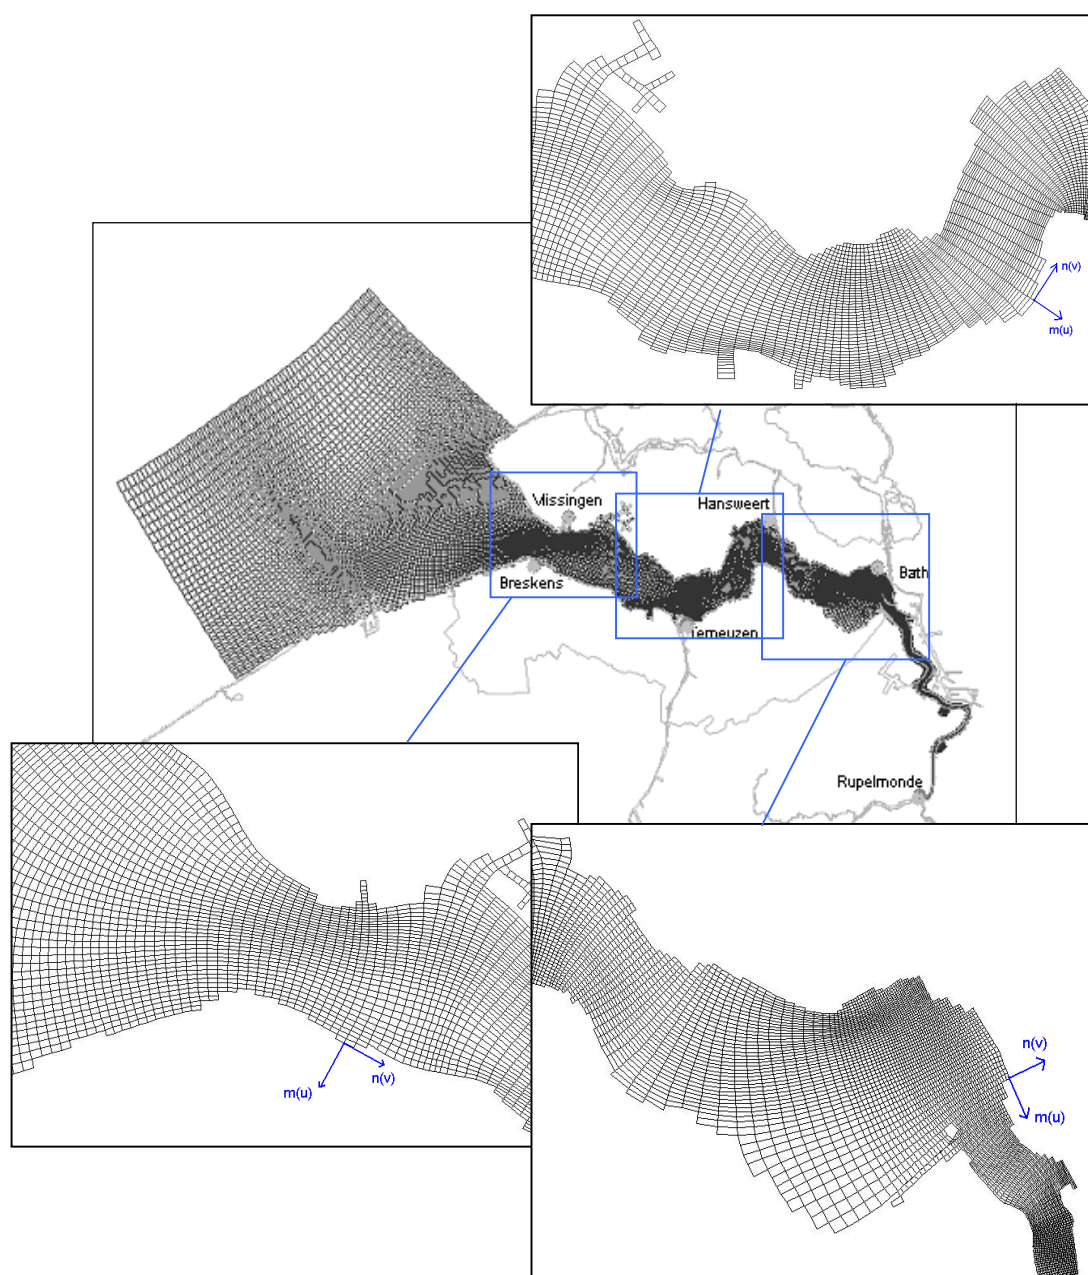 n(v)
m(u)
Vlissingen
Hansweert
Breskens
Bath
Terneuzen
Rupelmonde
n(v)
m(u)
n(v)
m(u)